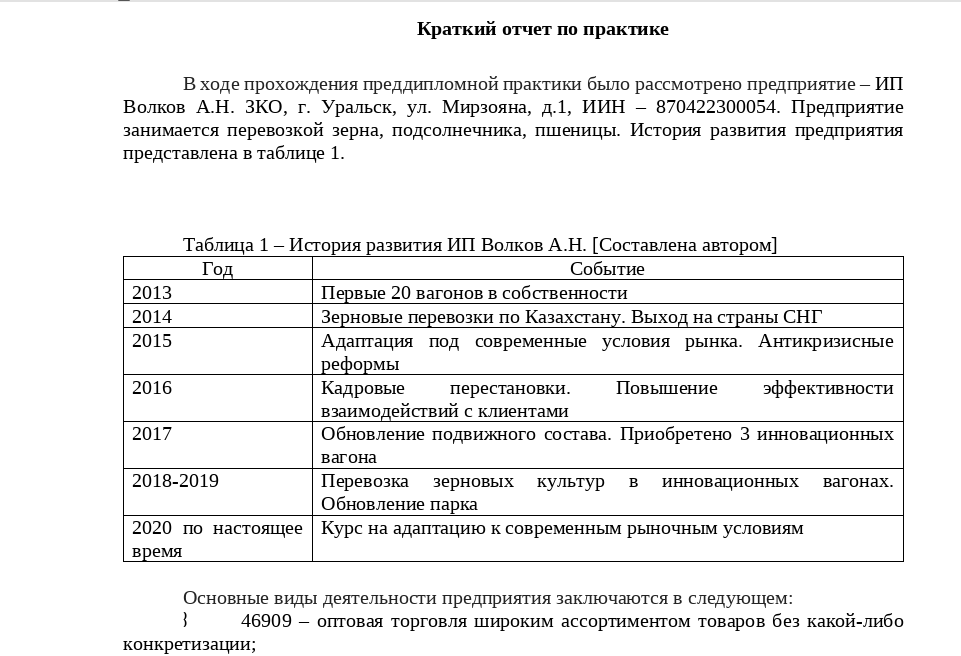 Краткий отчет по практике
В ходе прохождения преддипломной практики было рассмотрено предприятие – ИП
Волков А.Н. ЗКО, г. Уральск, ул. Мирзояна, д.1, ИИН – 870422300054. Предприятие
занимается перевозкой зерна, подсолнечника, пшеницы. История развития предприятия
представлена в таблице 1.
Таблица 1 – История развития ИП Волков А.Н. [Составлена автором]
Год Событие
2013 Первые 20 вагонов в собственности
2014 Зерновые перевозки по Казахстану. Выход на страны СНГ
2015 Адаптация под современные условия рынка. Антикризисные
реформы
2016 Кадровые перестановки. Повышение эффективности
взаимодействий с клиентами
2017 Обновление подвижного состава. Приобретено 3 инновационных
вагона
2018-2019 Перевозка зерновых культур в инновационных вагонах.
Обновление парка
2020 по настоящее Курс на адаптацию к современным рыночным условиям
время
Основные виды деятельности предприятия заключаются в следующем:
} 46909 – оптовая торговля широким ассортиментом товаров без какой-либо
конкретизации;